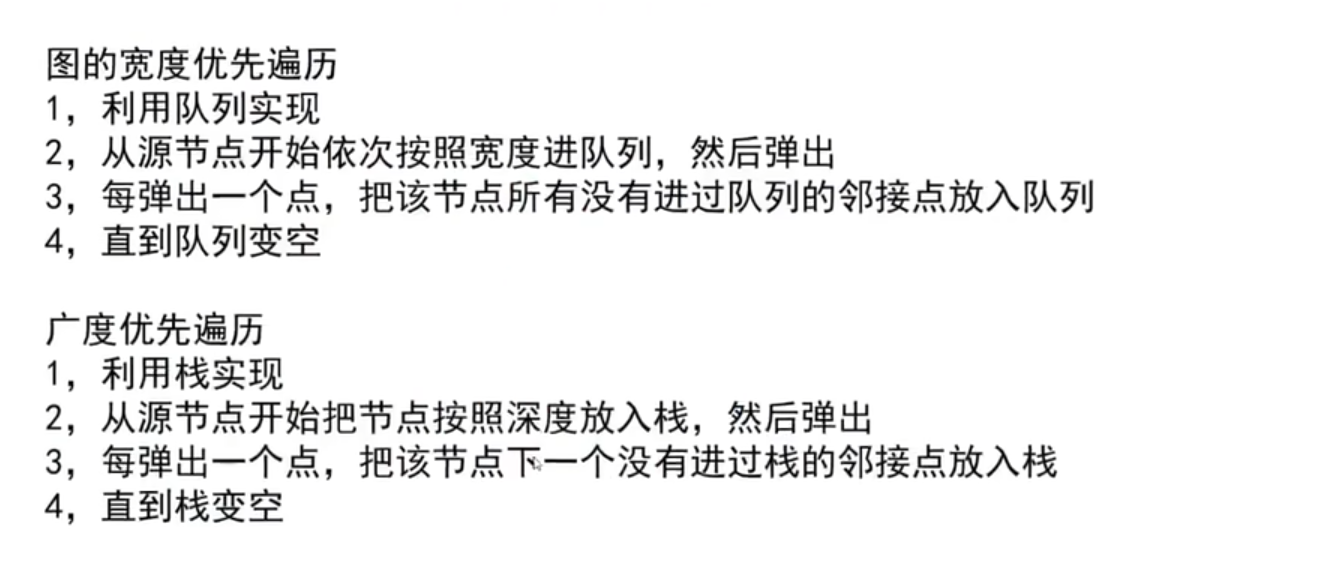 图的宽度优先遍历
1，利用队列实现
2，从源节点开始依次按照宽度进队列，然后弹出
3，每弹出一个点，把该节点所有没有进过队列的邻接点放入队列
4，直到队列变空
广度优先遍历
1，利用栈实现
2，从源节点开始把节点按照深度放入栈，然后弹出
3，每弹出一个点，把该节点下一个没有进过栈的邻接点放入栈
4，直到栈变空